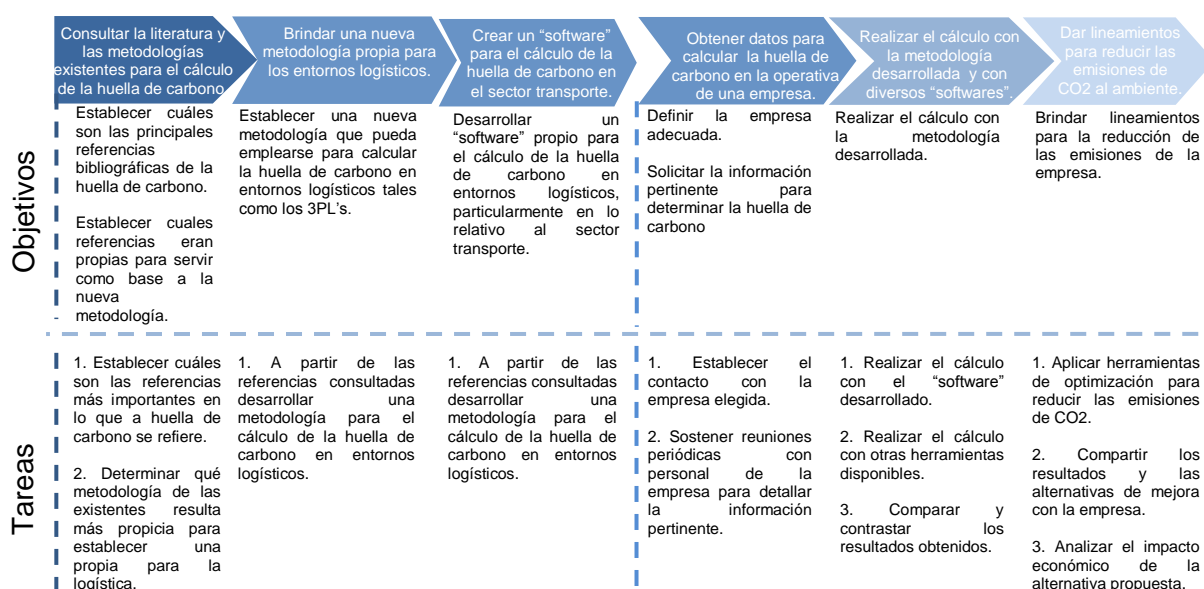 Consultar la literatura y
las metodologías
existentes para el cálculo
de la huella de carbono
Brindar una nueva
metodología propia para
los entornos logísticos.
Crear un “software”
para el cálculo de la
huella de carbono en
el sector transporte.
Obtener datos para
calcular la huella de
carbono en la operativa
de una empresa.
Realizar el cálculo con
la metodología
desarrollada y con
diversos “softwares”.
Dar lineamientos
para reducir las
emisiones de
CO2 al ambiente.
Objetivos
Establecer cuáles
son las principales
referencias
bibliográficas de la
huella de carbono.
Establecer cuales
referencias eran
propias para servir
como base a la
nueva
metodología.
Establecer una nueva
metodología que pueda
emplearse para calcular
la huella de carbono en
entornos logísticos tales
como los 3PL’s.
Desarrollar un
“software” propio para
el cálculo de la huella
de carbono en
entornos logísticos,
particularmente en lo
relativo al sector
transporte.
Definir la empresa
adecuada.
Solicitar la información
pertinente para
determinar la huella de
carbono
Realizar el cálculo con
la metodología
desarrollada.
Brindar lineamientos
para la reducción de
las emisiones de la
empresa.
Tareas
1. Establecer cuáles
son las referencias
más importantes en
lo que a huella de
carbono se refiere.
2. Determinar qué
metodología de las
existentes resulta
más propicia para
establecer una
propia para la
logística.
1. A partir de las
referencias consultadas
desarrollar una
metodología para el
cálculo de la huella de
carbono en entornos
logísticos.
1. A partir de las
referencias consultadas
desarrollar una
metodología para el
cálculo de la huella de
carbono en entornos
logísticos.
1. Establecer el
contacto con la
empresa elegida.
2. Sostener reuniones
periódicas con
personal de la
empresa para detallar
la información
pertinente.
1. Realizar el cálculo
con el “software”
desarrollado.
2. Realizar el cálculo
con otras herramientas
disponibles.
3. Comparar y
contrastar los
resultados obtenidos.
1. Aplicar herramientas
de optimización para
reducir las emisiones
de CO2.
2. Compartir los
resultados y las
alternativas de mejora
con la empresa.
3. Analizar el impacto
económico de la
alternativa propuesta.